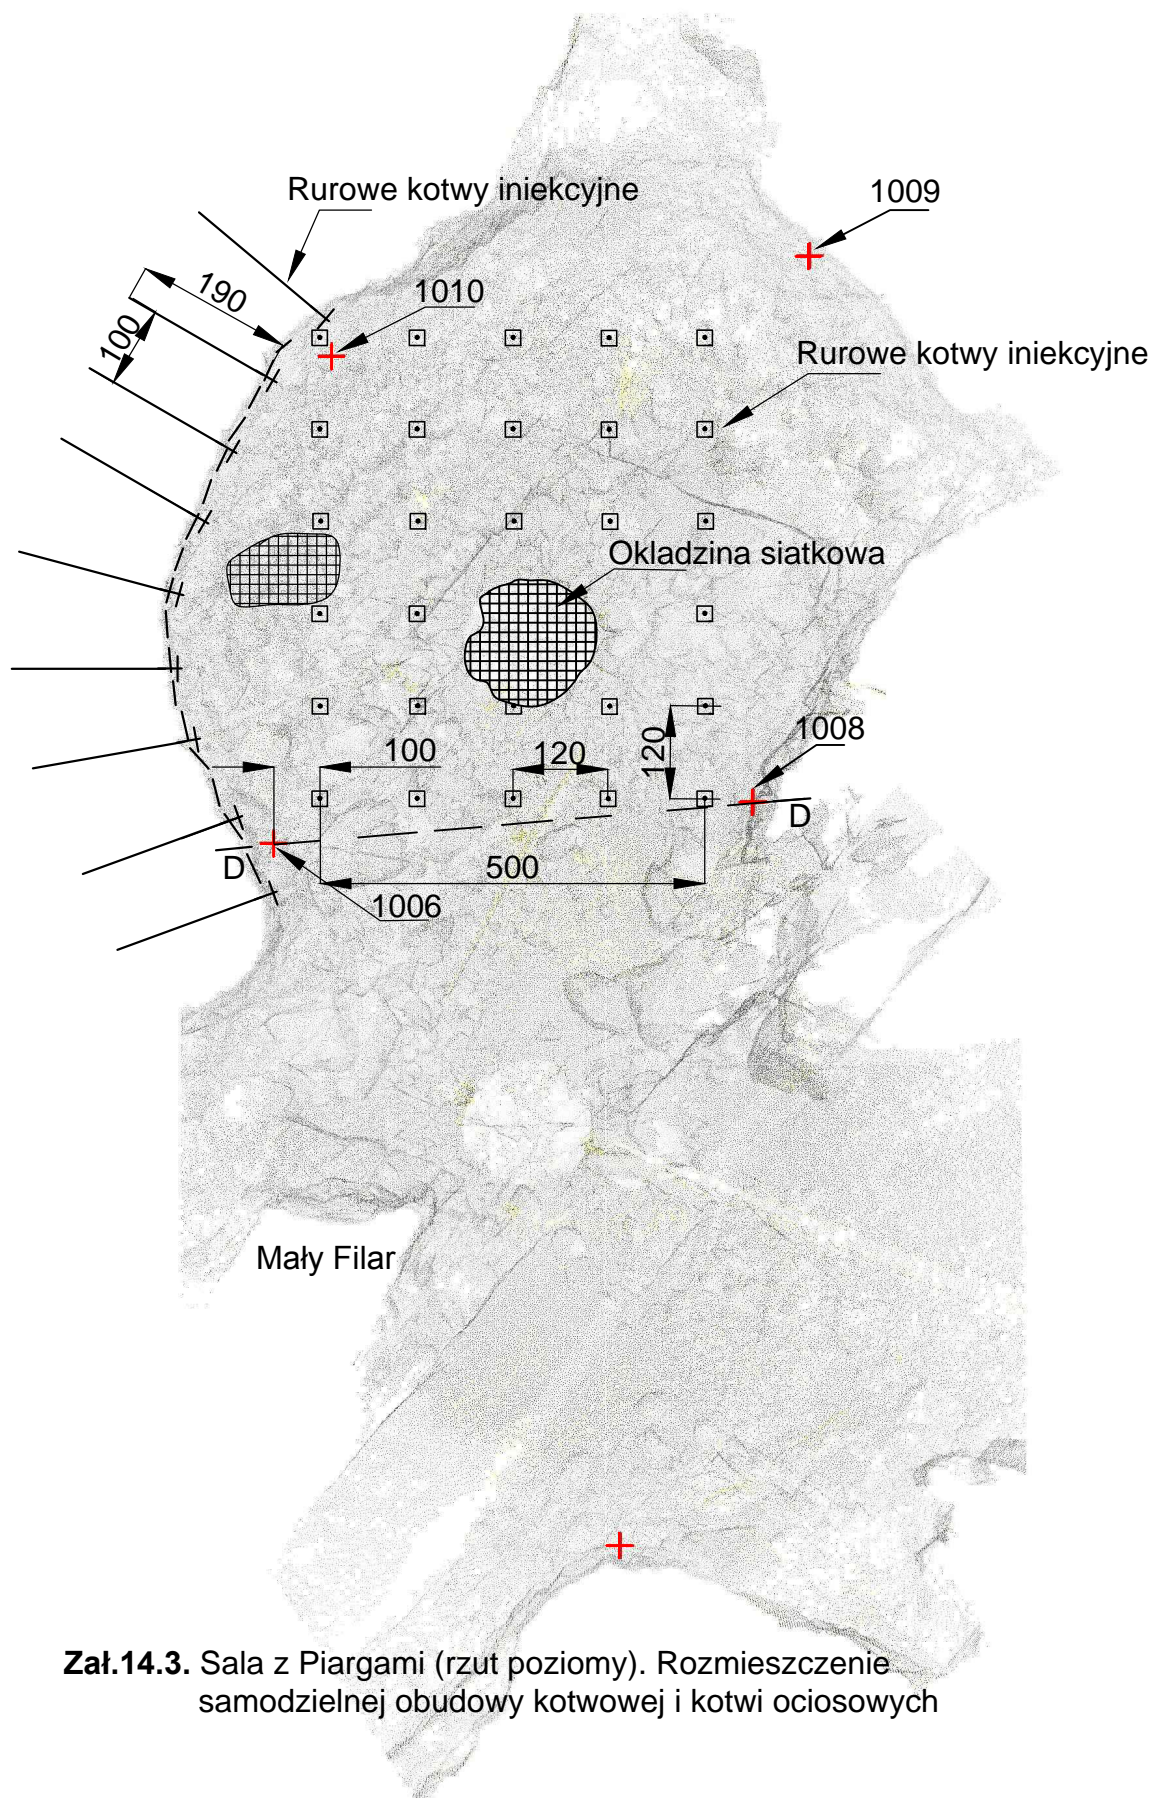 Rurowe kotwy iniekcyjne
1009
190
1010
100
Rurowe kotwy iniekcyjne
Okladzina siatkowa
1008
100
120
120
D
D
500
1006
Mały Filar
Zał.14.3. Sala z Piargami (rzut poziomy). Rozmieszczenie
samodzielnej obudowy kotwowej i kotwi ociosowych